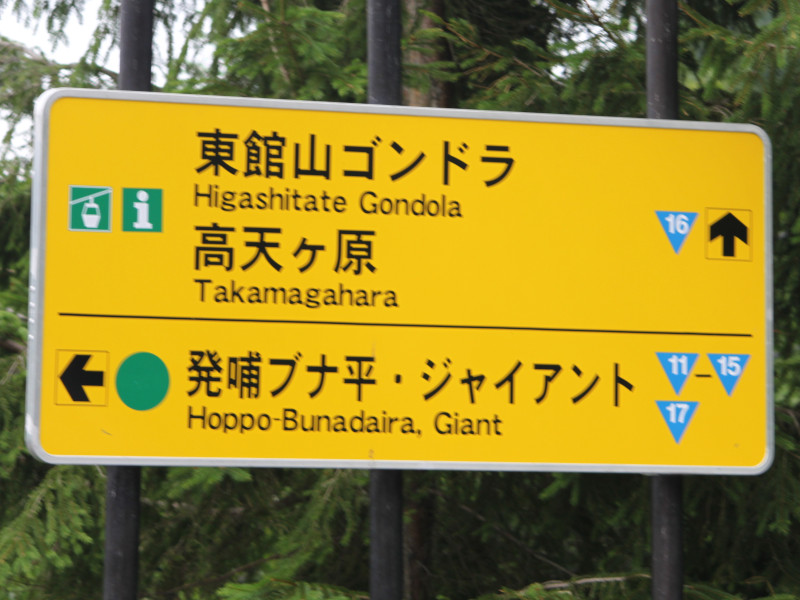 東館山ゴンドラ
Higashitate Gondola
高天ヶ原
Takamagahara
16
発哺ブナ平・ジャイアント
Hoppo-Bunadaira, Giant
11 – 15
17